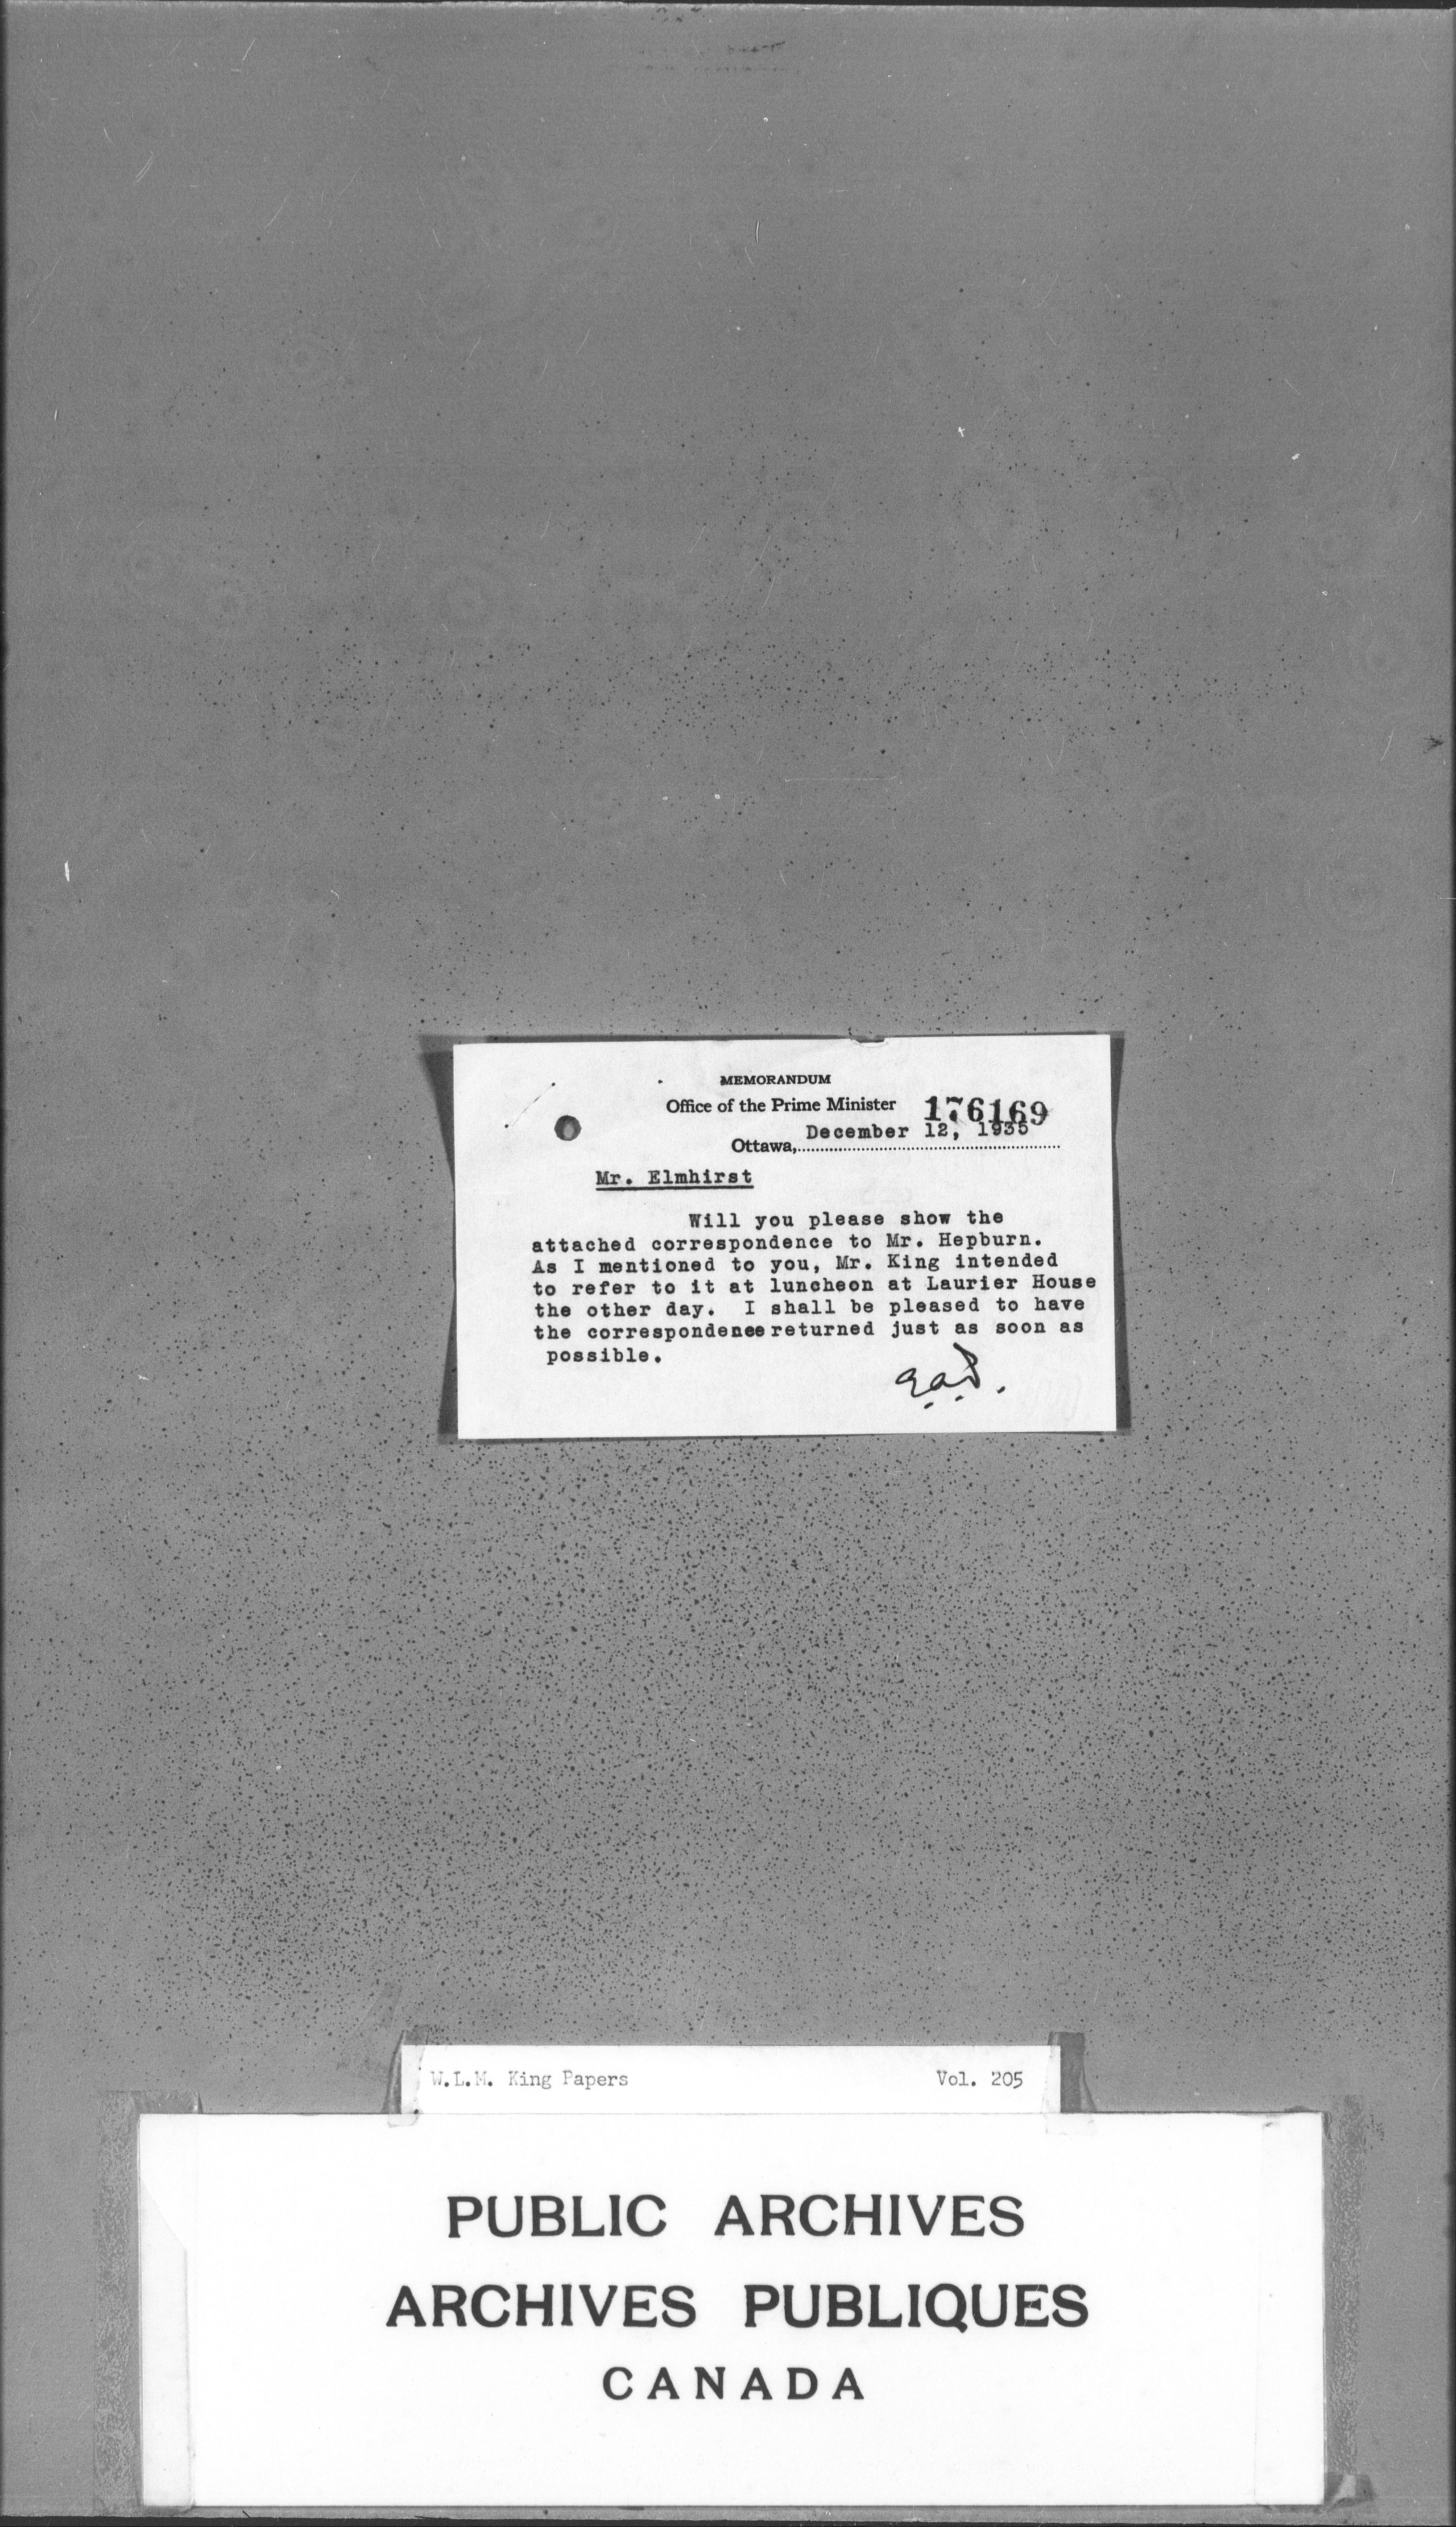 MEMORANDUM
Office of the Prime Minister 176169
Ottawa, December 12, 1935
Mr. Elmhirst
Will you please show the
attached correspondence to Mr. Hepburn.
As I mentioned to you, Mr. King intended
to refer to it at luncheon at Laurier House
the other day. I shall be pleased to have
the correspondence returned just as soon as
possible.
W.L.M. King Papers Vol. 205
PUBLIC ARCHIVES
ARCHIVES PUBLIQUES
CANADA